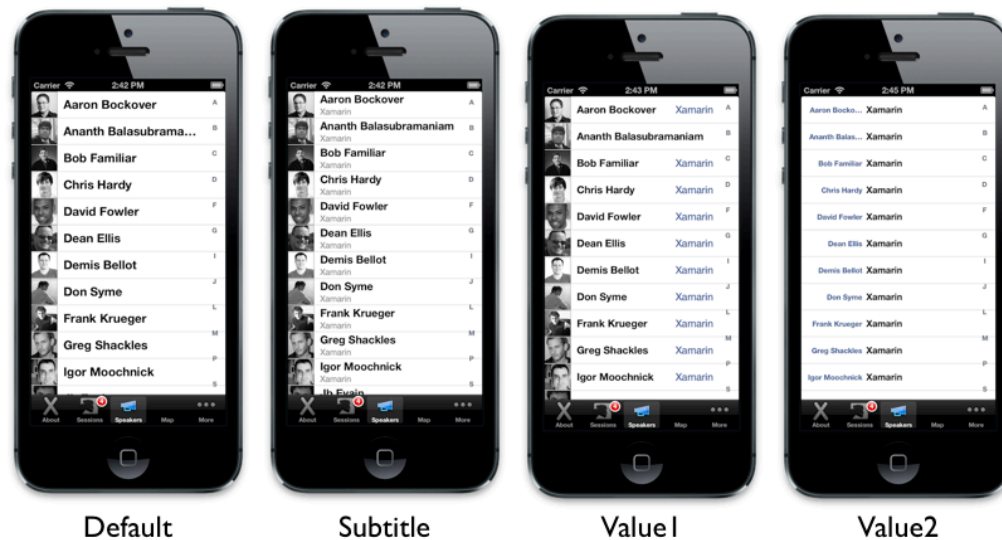 Carrier 2:42 PM
Aaron Bockover
A
Ananth Balasubrama...
B
Bob Familiar
C
Chris Hardy
D
David Fowler
F
Dean Ellis
G
Demis Bellot
I
Don Syme
J
Frank Krueger
L
Greg Shackles
M
Igor Moochnick
P
S
4
About Sessions Speakers Map More
Default
Carrier 2:42 PM
Aaron Bockover
Xamarin
A
Ananth Balasubramaniam
Xamarin
B
Bob Familiar
Xamarin
C
Chris Hardy
Xamarin
D
David Fowler
Xamarin
F
Dean Ellis
Xamarin
G
Demis Bellot
Xamarin
I
Don Syme
Xamarin
J
Frank Krueger
Xamarin
L
Greg Shackles
Xamarin
M
Igor Moochnick
Xamarin
P
S
Jb Evain
4
About Sessions Speakers Map More
Subtitle
Carrier 2:43 PM
Aaron Bockover Xamarin A
Ananth Balasubramaniam B
Bob Familiar Xamarin C
Chris Hardy Xamarin D
David Fowler Xamarin F
Dean Ellis Xamarin G
Demis Bellot Xamarin I
Don Syme Xamarin J
Frank Krueger Xamarin L
Greg Shackles Xamarin M
Igor Moochnick Xamarin P
S
4
About Sessions Speakers Map More
Value1
Carrier 2:45 PM
Aaron Bocko... Xamarin A
Ananth Balas... Xamarin B
Bob Familiar Xamarin C
Chris Hardy Xamarin D
David Fowler Xamarin F
Dean Ellis Xamarin G
Demis Bellot Xamarin I
Don Syme Xamarin J
Frank Krueger Xamarin L
Greg Shackles Xamarin M
Igor Moochnick Xamarin P
S
4
About Sessions Speakers Map More
Value2